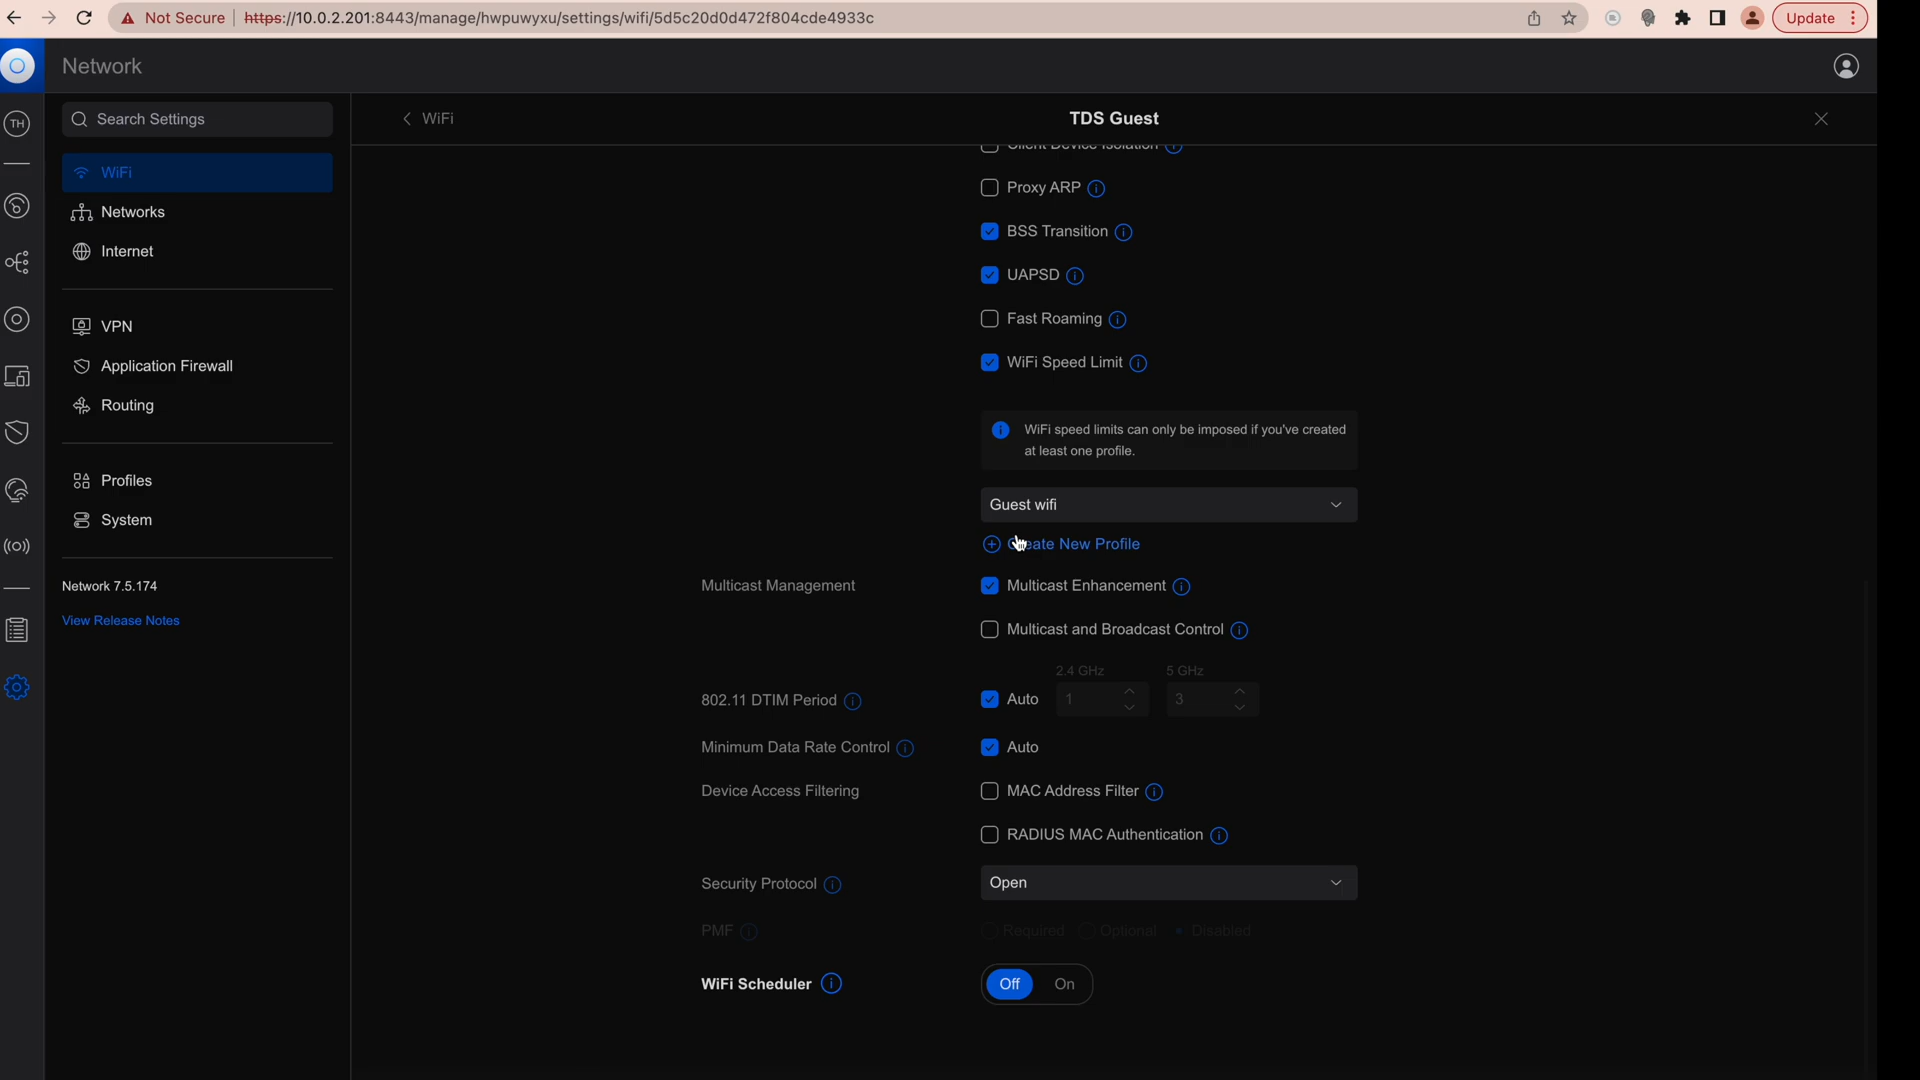 Not Secure
https://10.0.2.201:8443/manage/hwpuwyxu/settings/wifi/5d5c20d0d472f804cde4933c
Update
Network
TH
Search Settings
WiFi
TDS Guest
WiFi
Networks
Internet
VPN
Application Firewall
Routing
Profiles
System
Network 7.5.174
View Release Notes
Client Device Isolation
Proxy ARP
BSS Transition
UAPSD
Fast Roaming
WiFi Speed Limit
WiFi speed limits can only be imposed if you've created
at least one profile.
Guest wifi
Create New Profile
Multicast Management
Multicast Enhancement
Multicast and Broadcast Control
2.4 GHz
5 GHz
802.11 DTIM Period
Auto
1
3
Minimum Data Rate Control
Auto
Device Access Filtering
MAC Address Filter
RADIUS MAC Authentication
Security Protocol
Open
PMF
Required
Optional
Disabled
WiFi Scheduler
Off
On